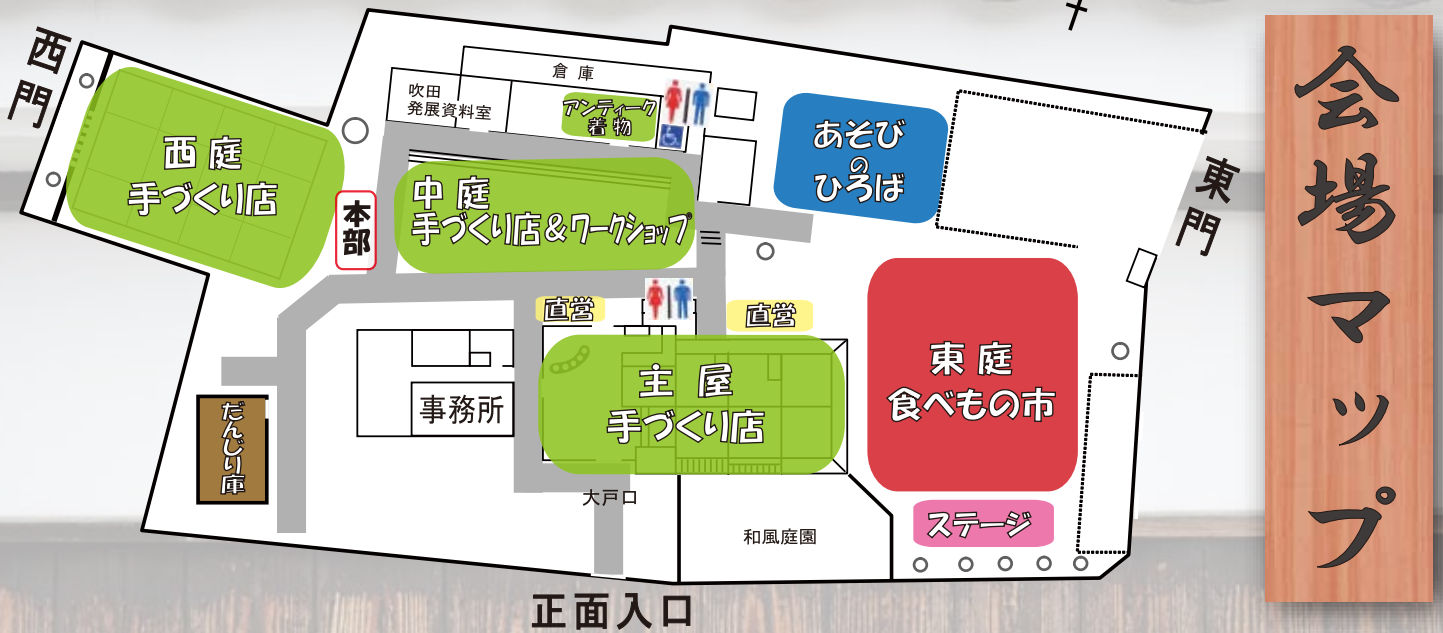 会場マップ
西門
西庭
手づくり店
本部
吹田
発展資料室
倉庫
アンティーク
着物
中庭
手づくり店&ワークショップ
あそび
の
ひろば
東門
直営
直営
主屋
手づくり店
事務所
だんじり庫
大戸口
和風庭園
東庭
食べもの市
ステージ
正面入口